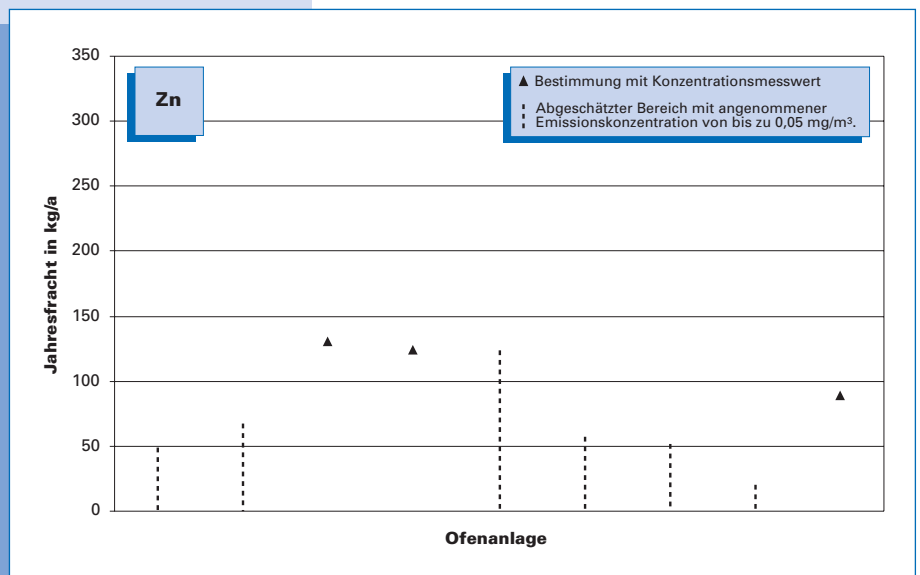 Zn
▲ Bestimmung mit Konzentrationsmesswert
Abgeschätzter Bereich mit angenommener
Emissionskonzentration von bis zu 0,05 mg/m³.
Jahresfracht in kg/a
350
300
250
200
150
100
50
0
Ofenanlage